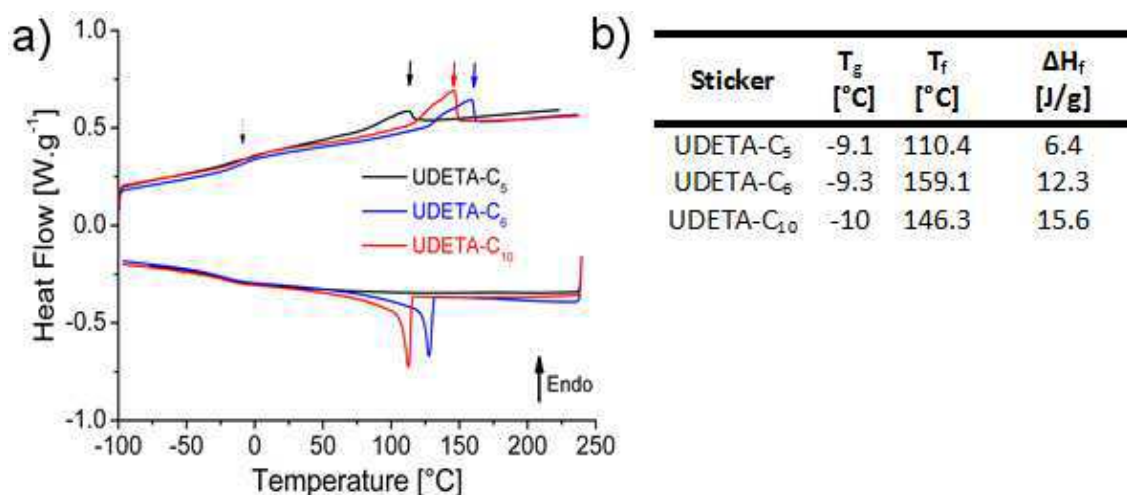 a)
1.0
0.5
0.0
-0.5
-1.0
Heat Flow [W.g⁻¹]
UDETA-C₅
UDETA-C₆
UDETA-C₁₀
Endo
-100 -50 0 50 100 150 200 250
Temperature [°C]
b)
Sticker Tg [°C] Tf [°C] ΔHf [J/g]
UDETA-C₅ -9.1 110.4 6.4
UDETA-C₆ -9.3 159.1 12.3
UDETA-C₁₀ -10 146.3 15.6